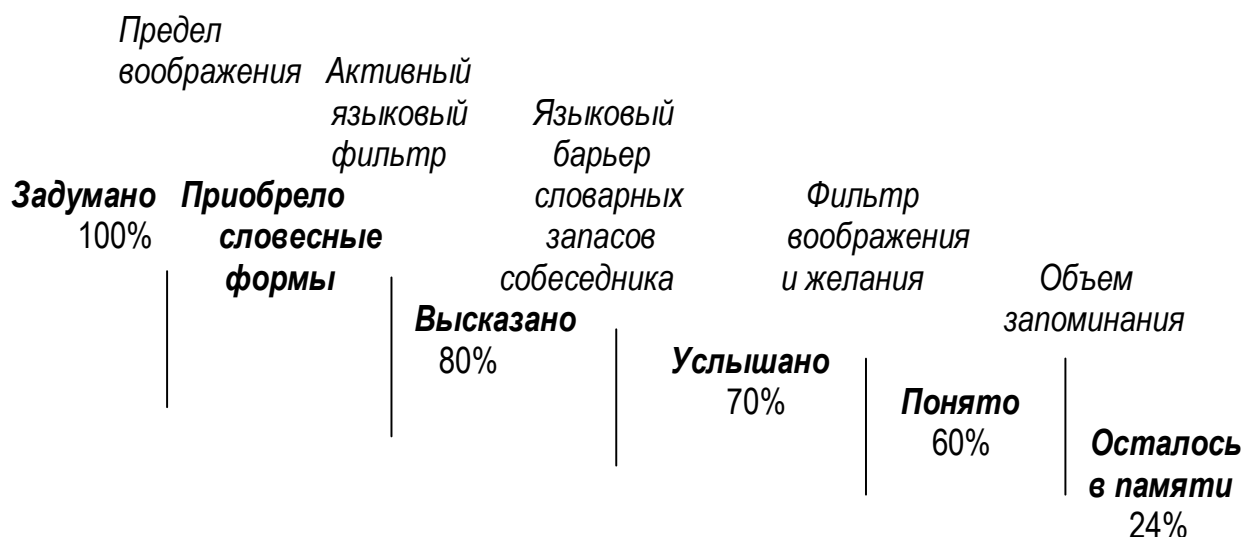 Предел
воображения
Активный
языковый
фильтр
Языковый
барьер
словарных
запасов
собеседника
Фильтр
воображения
и желания
Объем
запоминания
Задумано
100%
Приобрело
словесные
формы
Высказано
80%
Услышано
70%
Понято
60%
Осталось
в памяти
24%